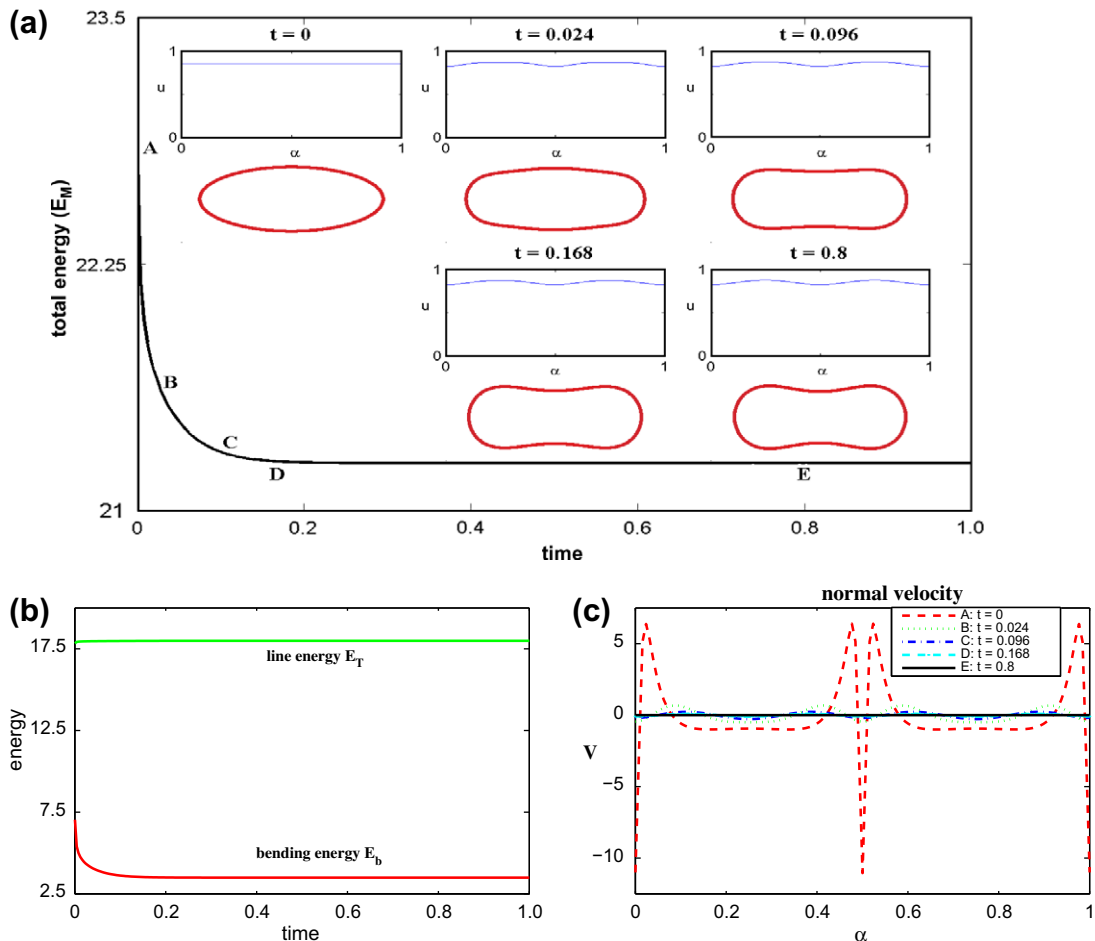 (a)
23.5
22.25
21
total energy (E_M)
t = 0
1
u
0
0
α
1
t = 0.024
1
u
0
0
α
1
t = 0.096
1
u
0
0
α
1
t = 0.168
1
u
0
0
α
1
t = 0.8
1
u
0
0
α
1
A
B
C
D
E
0
0.2
0.4
0.6
0.8
1.0
time
(b)
17.5
12.5
7.5
2.5
energy
line energy E_T
bending energy E_b
0
0.2
0.4
0.6
0.8
1.0
time
(c)
normal velocity
A: t = 0
B: t = 0.024
C: t = 0.096
D: t = 0.168
E: t = 0.8
5
0
−5
−10
V
0
0.2
0.4
0.6
0.8
1
α